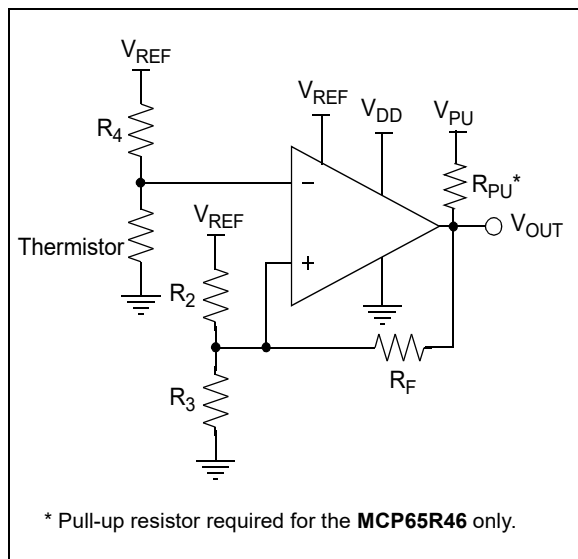 V_REF
R_4
V_REF
V_DD
V_PU
R_PU*
−
V_OUT
Thermistor
V_REF
+
R_2
R_3
R_F
* Pull-up resistor required for the MCP65R46 only.